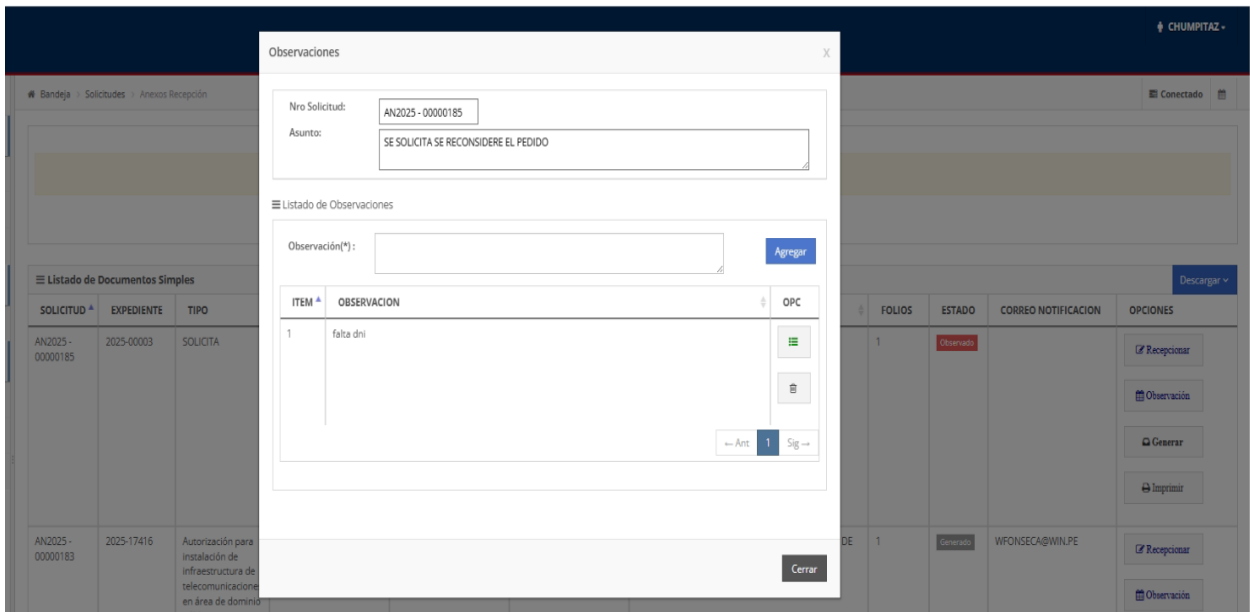 CHUMPITAZ
Observaciones
X
Bandeja
Solicitudes
Anexos Recepción
Conectado
Nro Solicitud:
AN2025 - 00000185
Asunto:
SE SOLICITA SE RECONSIDERE EL PEDIDO
Listado de Observaciones
Observación(*) :
Agregar
Listado de Documentos Simples
Descargar
ITEM OBSERVACION OPC
1 falta dni
← Ant 1 Sig →
Cerrar
SOLICITUD EXPEDIENTE TIPO FOLIOS ESTADO CORREO NOTIFICACION OPCIONES
AN2025 - 2025-00003 SOLICITA 1 Observado Recepcionar
00000185
Observación
Generar
Imprimir
AN2025 - 2025-17416 Autorización para DE 1 Generado WFONSECA@WIN.PE Recepcionar
00000183 instalación de
infraestructura de
telecomunicacione
en área de dominio Observación